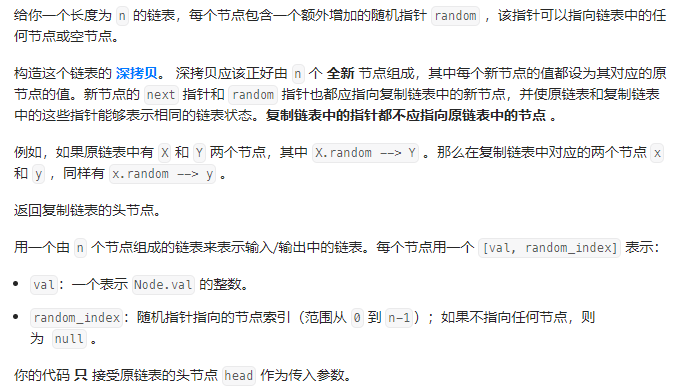 给你一个长度为 n 的链表，每个节点包含一个额外增加的随机指针 random ，该指针可以指向链表中的任
何节点或空节点。
构造这个链表的 深拷贝。 深拷贝应该正好由 n 个 全新 节点组成，其中每个新节点的值都设为其对应的原
节点的值。新节点的 next 指针和 random 指针也都应指向复制链表中的新节点，并使原链表和复制链表
中的这些指针能够表示相同的链表状态。复制链表中的指针都不应指向原链表中的节点 。
例如，如果原链表中有 X 和 Y 两个节点，其中 X.random --> Y 。那么在复制链表中对应的两个节点 x
和 y ，同样有 x.random --> y 。
返回复制链表的头节点。
用一个由 n 个节点组成的链表来表示输入/输出中的链表。每个节点用一个 [val, random_index] 表示：
• val：一个表示 Node.val 的整数。
• random_index：随机指针指向的节点索引（范围从 0 到 n-1）；如果不指向任何节点，则
为 null 。
你的代码 只 接受原链表的头节点 head 作为传入参数。